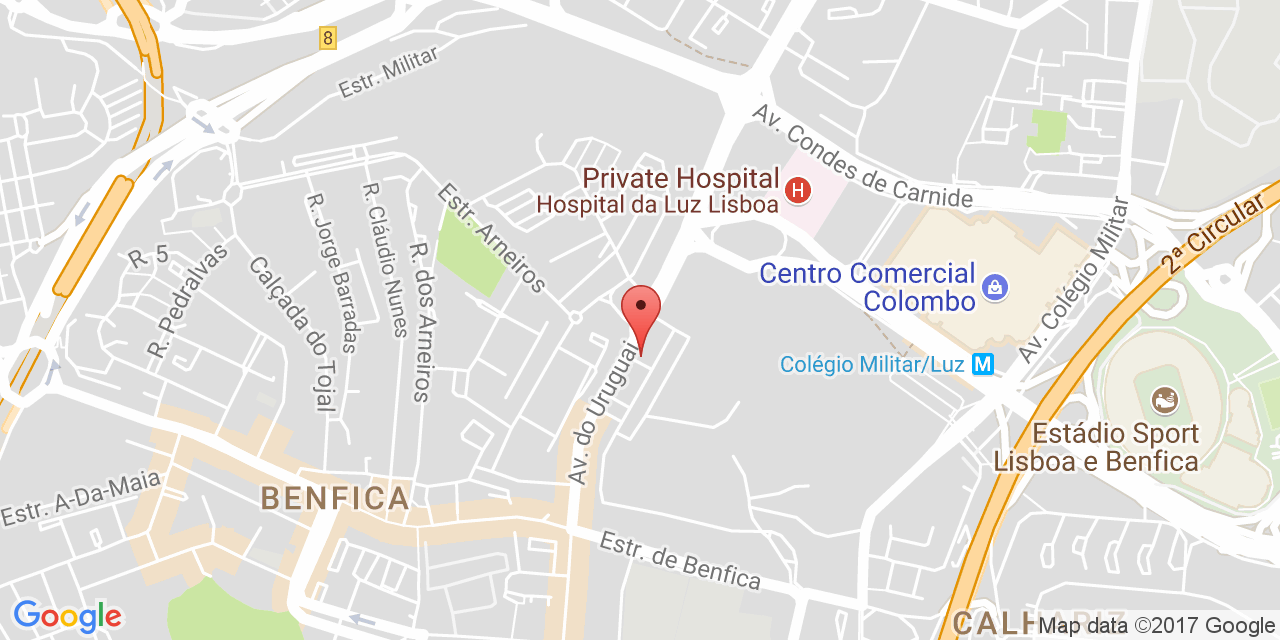 8
Estr. Militar
Av. Condes de Carnide
Private Hospital
Hospital da Luz Lisboa
H
Estr. Arneiros
R. Jorge Barradas
R. Cláudio Nunes
R. dos Arneiros
R. 5
R. Pedralvas
Calçada do Tojal
2ª Circular
Av. Colégio Militar
Centro Comercial
Colombo
Colégio Militar/Luz
M
Av. do Uruguai
Estádio Sport
Lisboa e Benfica
Estr. A-Da-Maia
BENFICA
Estr. de Benfica
Google
CALHARIZ
Map data ©2017 Google